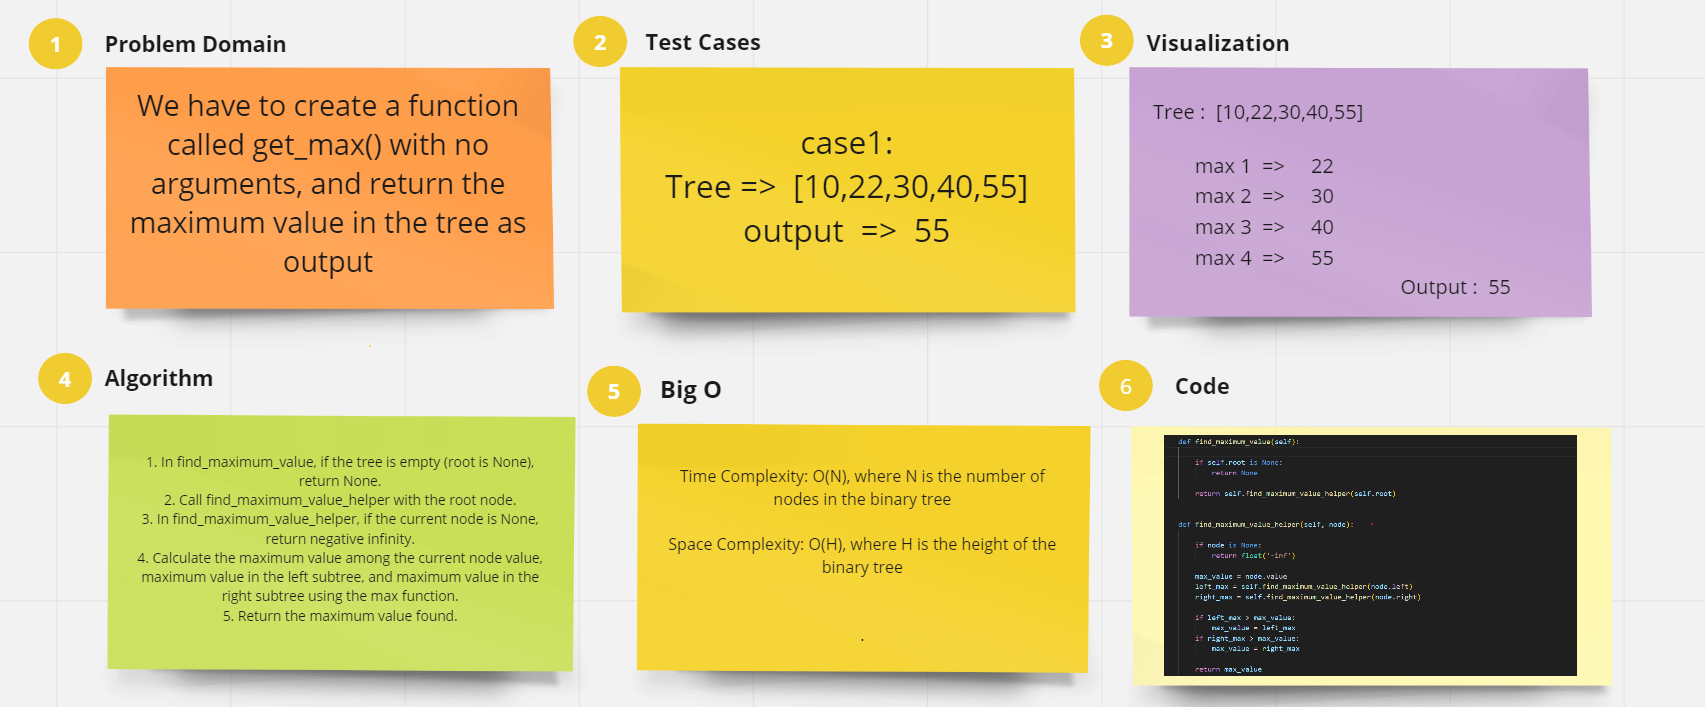 1
Problem Domain
We have to create a function
called get_max() with no
arguments, and return the
maximum value in the tree as
output
2
Test Cases
case1:
Tree => [10,22,30,40,55]
output => 55
3
Visualization
Tree : [10,22,30,40,55]
max 1 => 22
max 2 => 30
max 3 => 40
max 4 => 55
Output : 55
4
Algorithm
1. In find_maximum_value, if the tree is empty (root is None),
return None.
2. Call find_maximum_value_helper with the root node.
3. In find_maximum_value_helper, if the current node is None,
return negative infinity.
4. Calculate the maximum value among the current node value,
maximum value in the left subtree, and maximum value in the
right subtree using the max function.
5. Return the maximum value found.
5
Big O
Time Complexity: O(N), where N is the number of
nodes in the binary tree
Space Complexity: O(H), where H is the height of the
binary tree
.
6
Code
def find_maximum_value(self):
if self.root is None:
return None
return self.find_maximum_value_helper(self.root)
def find_maximum_value_helper(self, node):
if node is None:
return float('-inf')
max_value = node.value
left_max = self.find_maximum_value_helper(node.left)
right_max = self.find_maximum_value_helper(node.right)
if left_max > max_value:
max_value = left_max
if right_max > max_value:
max_value = right_max
return max_value